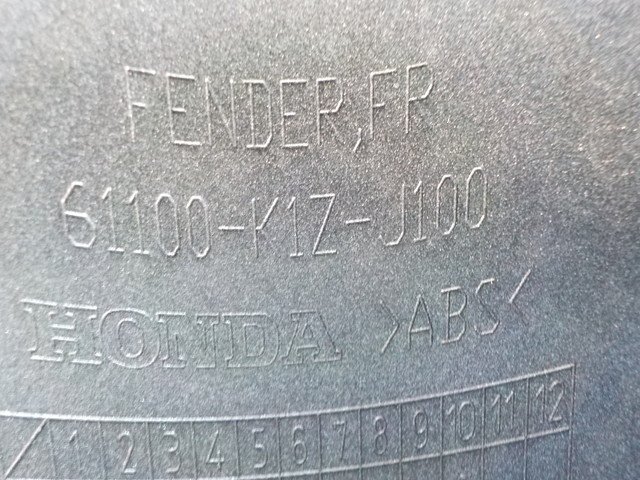 FENDER,FR
61100-K1Z-J100
HONDA >ABS<
/ 1 2 3 4 5 6 7 8 9 10 11 12